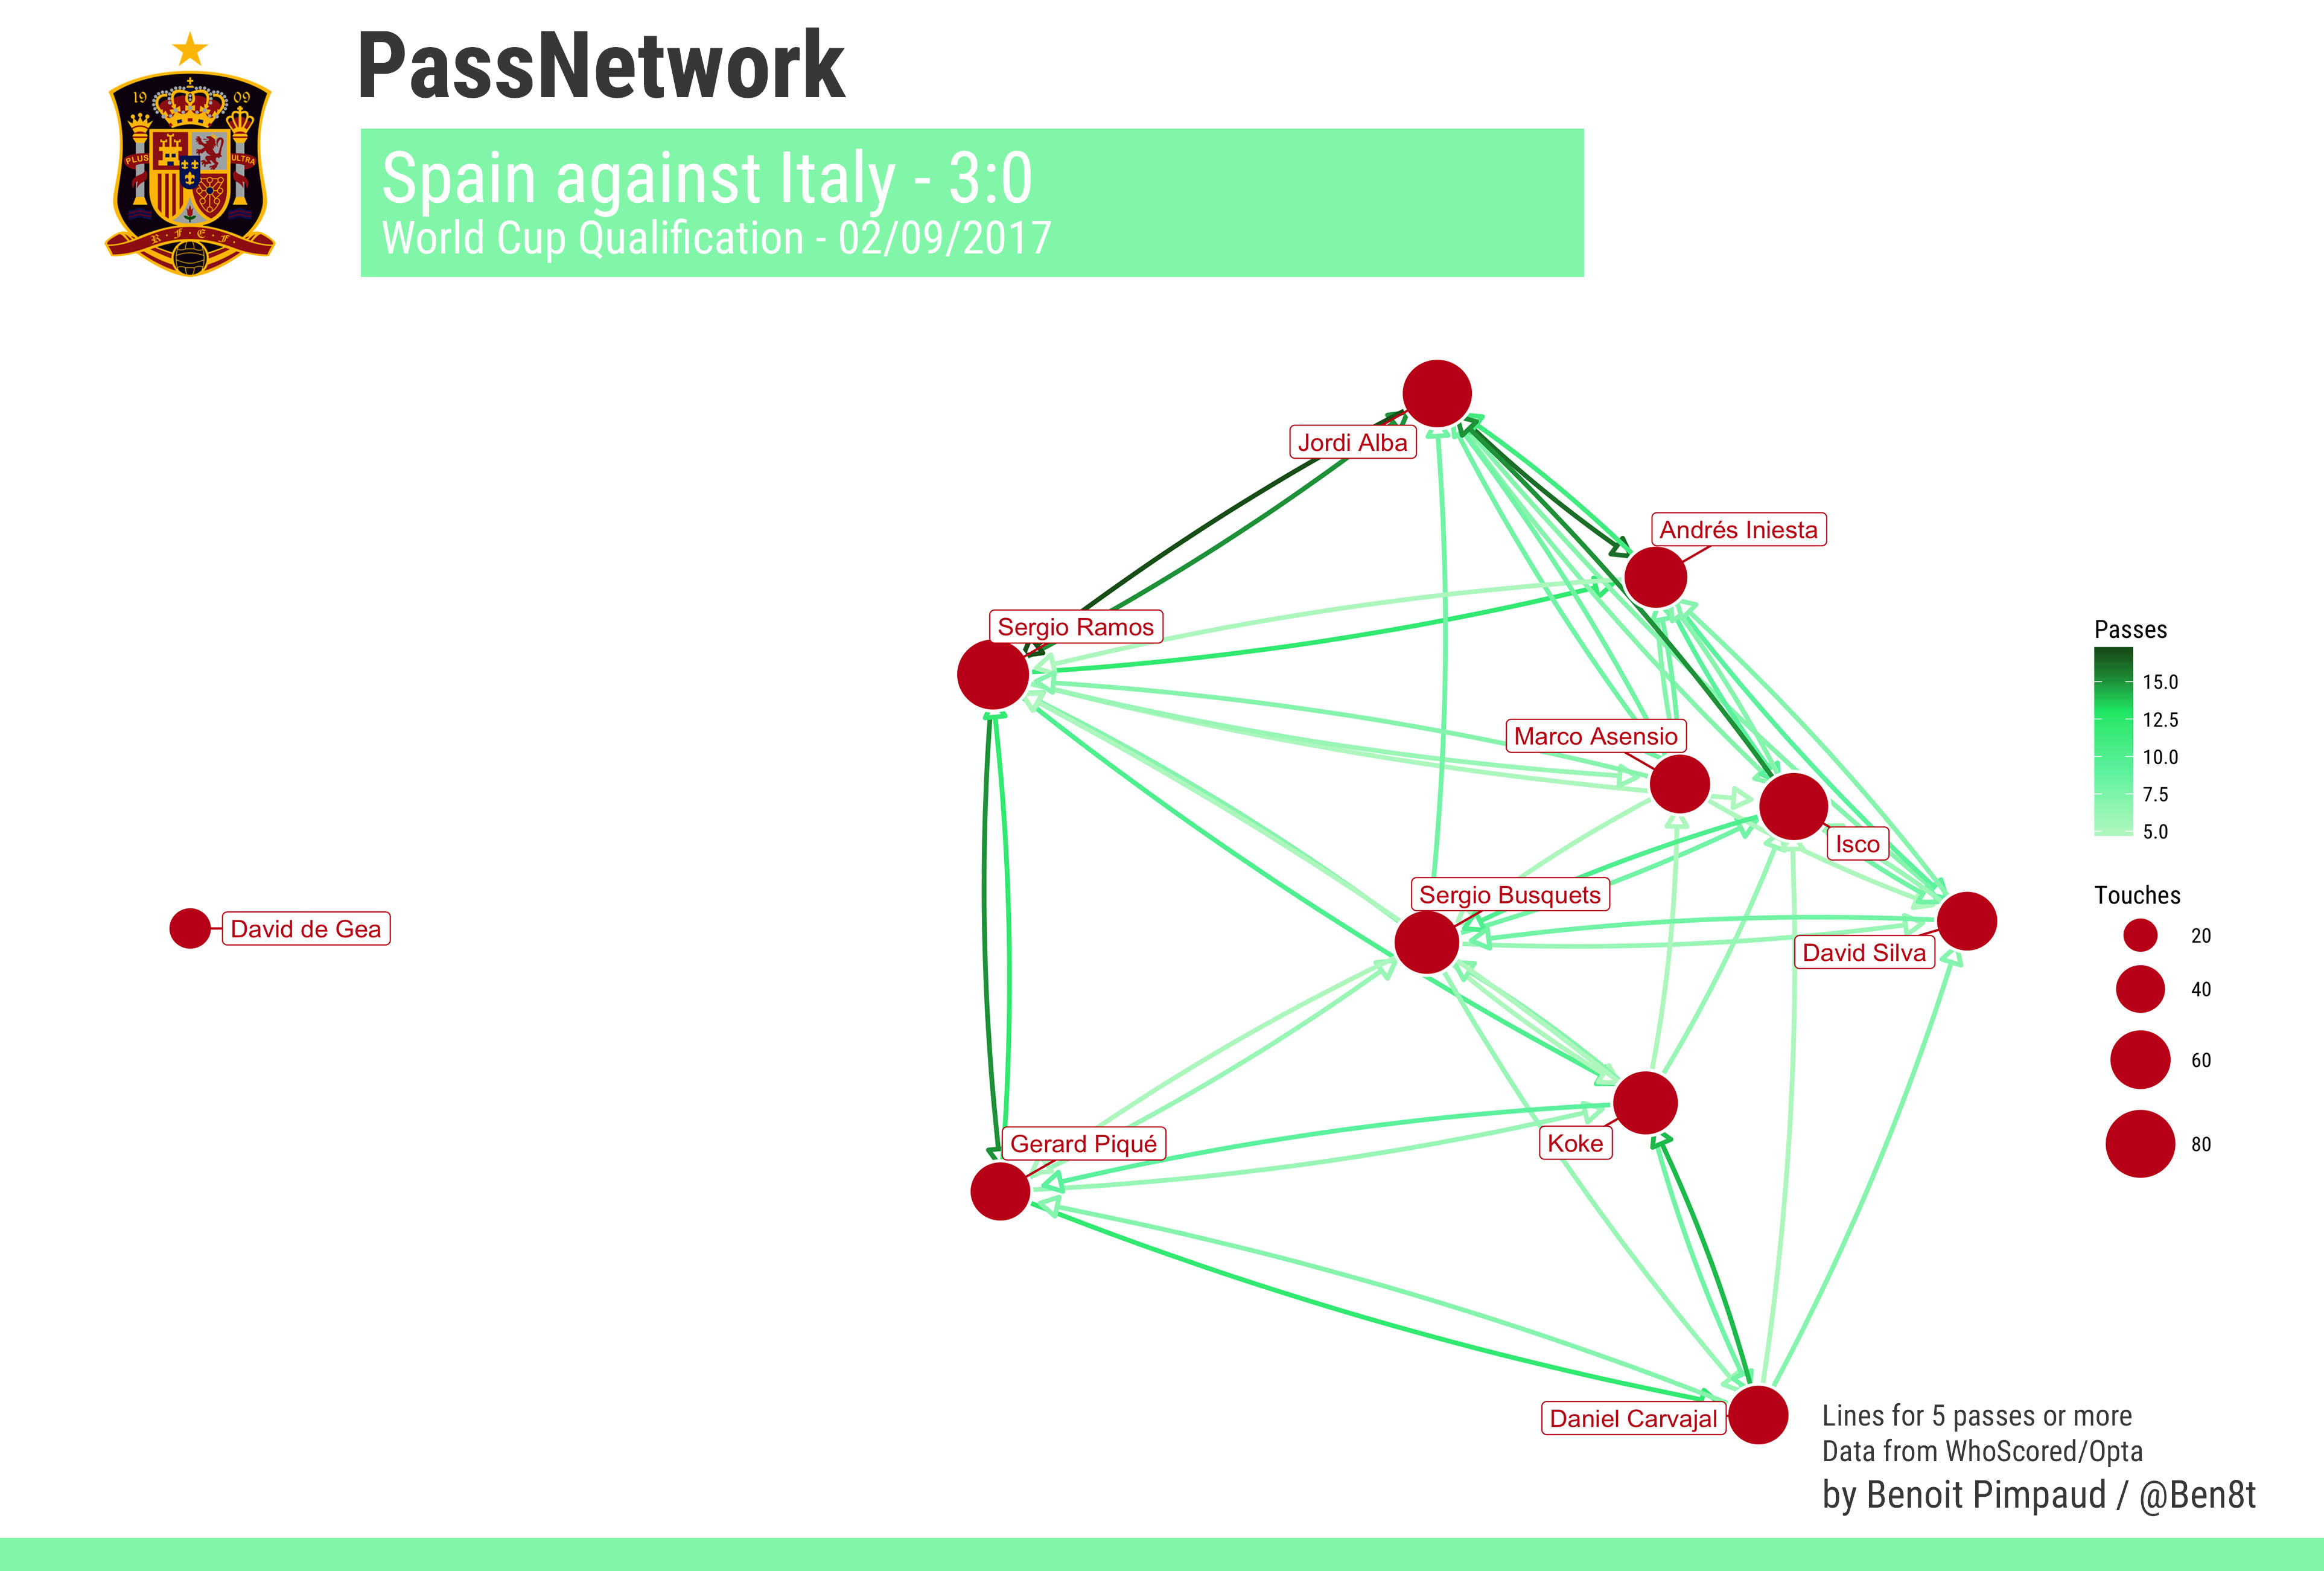 PassNetwork
19 09
PLUS ULTRA
R · F · E · F ·
Spain against Italy - 3:0
World Cup Qualification - 02/09/2017
Jordi Alba
Andrés Iniesta
Sergio Ramos
Marco Asensio
Isco
Sergio Busquets
David de Gea
David Silva
Gerard Piqué
Koke
Daniel Carvajal
Passes
15.0
12.5
10.0
7.5
5.0
Touches
20
40
60
80
Lines for 5 passes or more
Data from WhoScored/Opta
by Benoit Pimpaud / @Ben8t